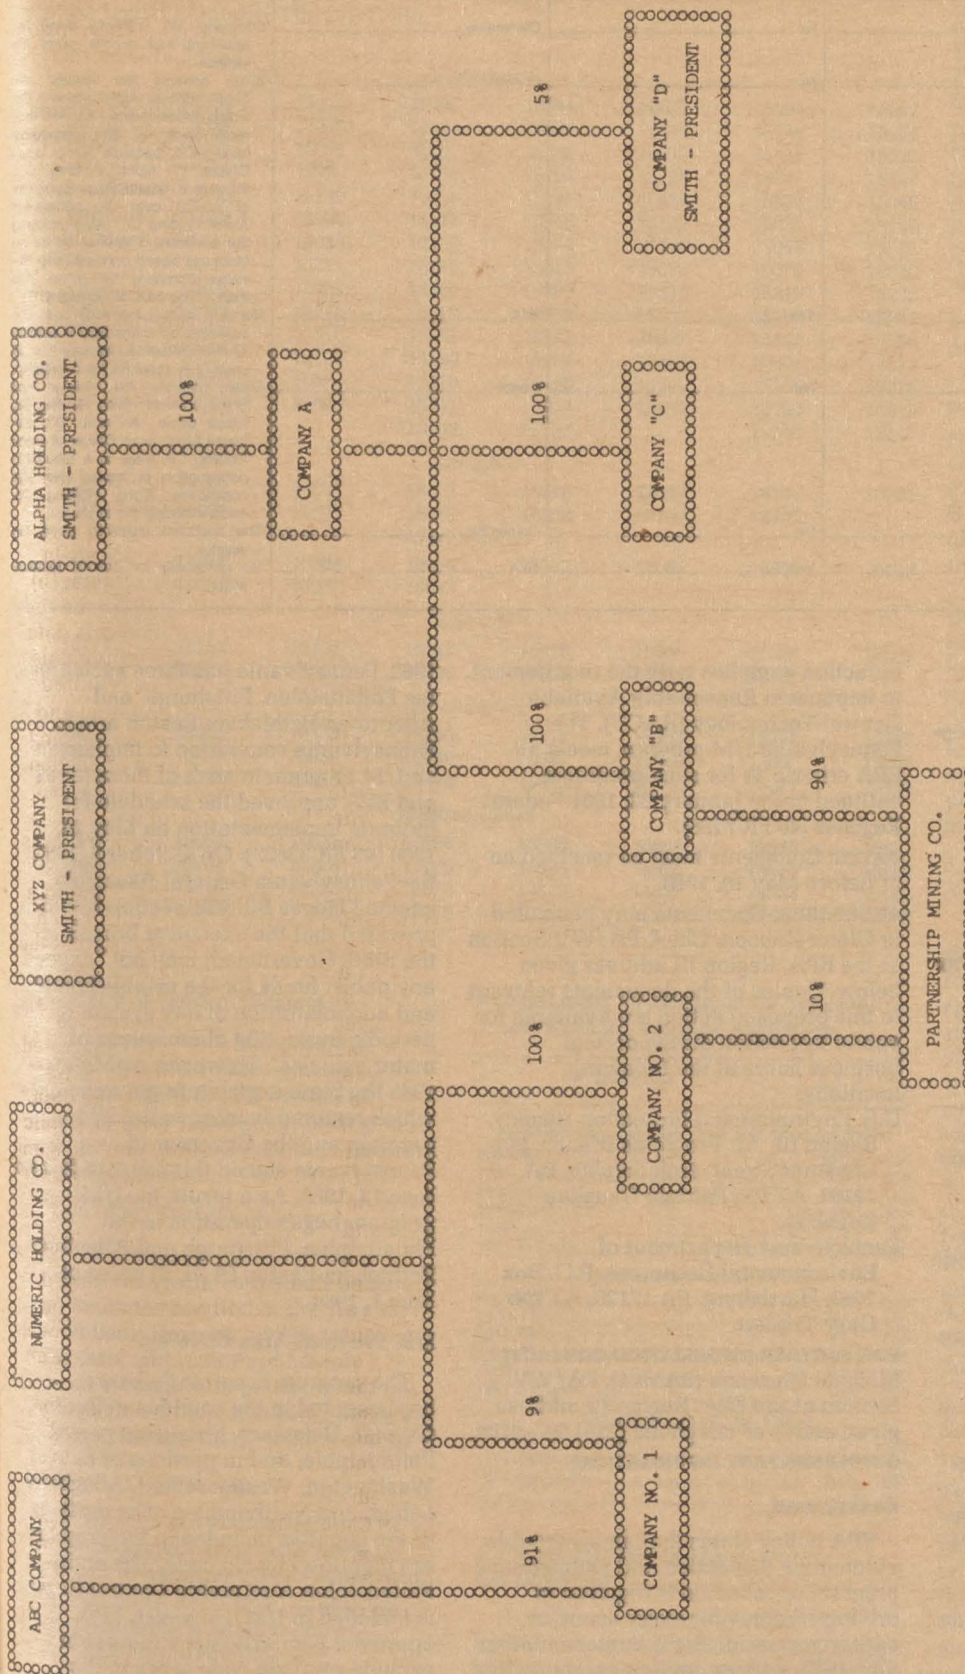 ABC COMPANY
NUMERIC HOLDING CO.
XYZ COMPANY
SMITH - PRESIDENT
ALPHA HOLDING CO.
SMITH - PRESIDENT
100%
COMPANY A
91%
9%
100%
100%
100%
5%
COMPANY NO. 1
COMPANY NO. 2
COMPANY "B"
COMPANY "C"
COMPANY "D"
SMITH - PRESIDENT
10%
90%
PARTNERSHIP MINING CO.